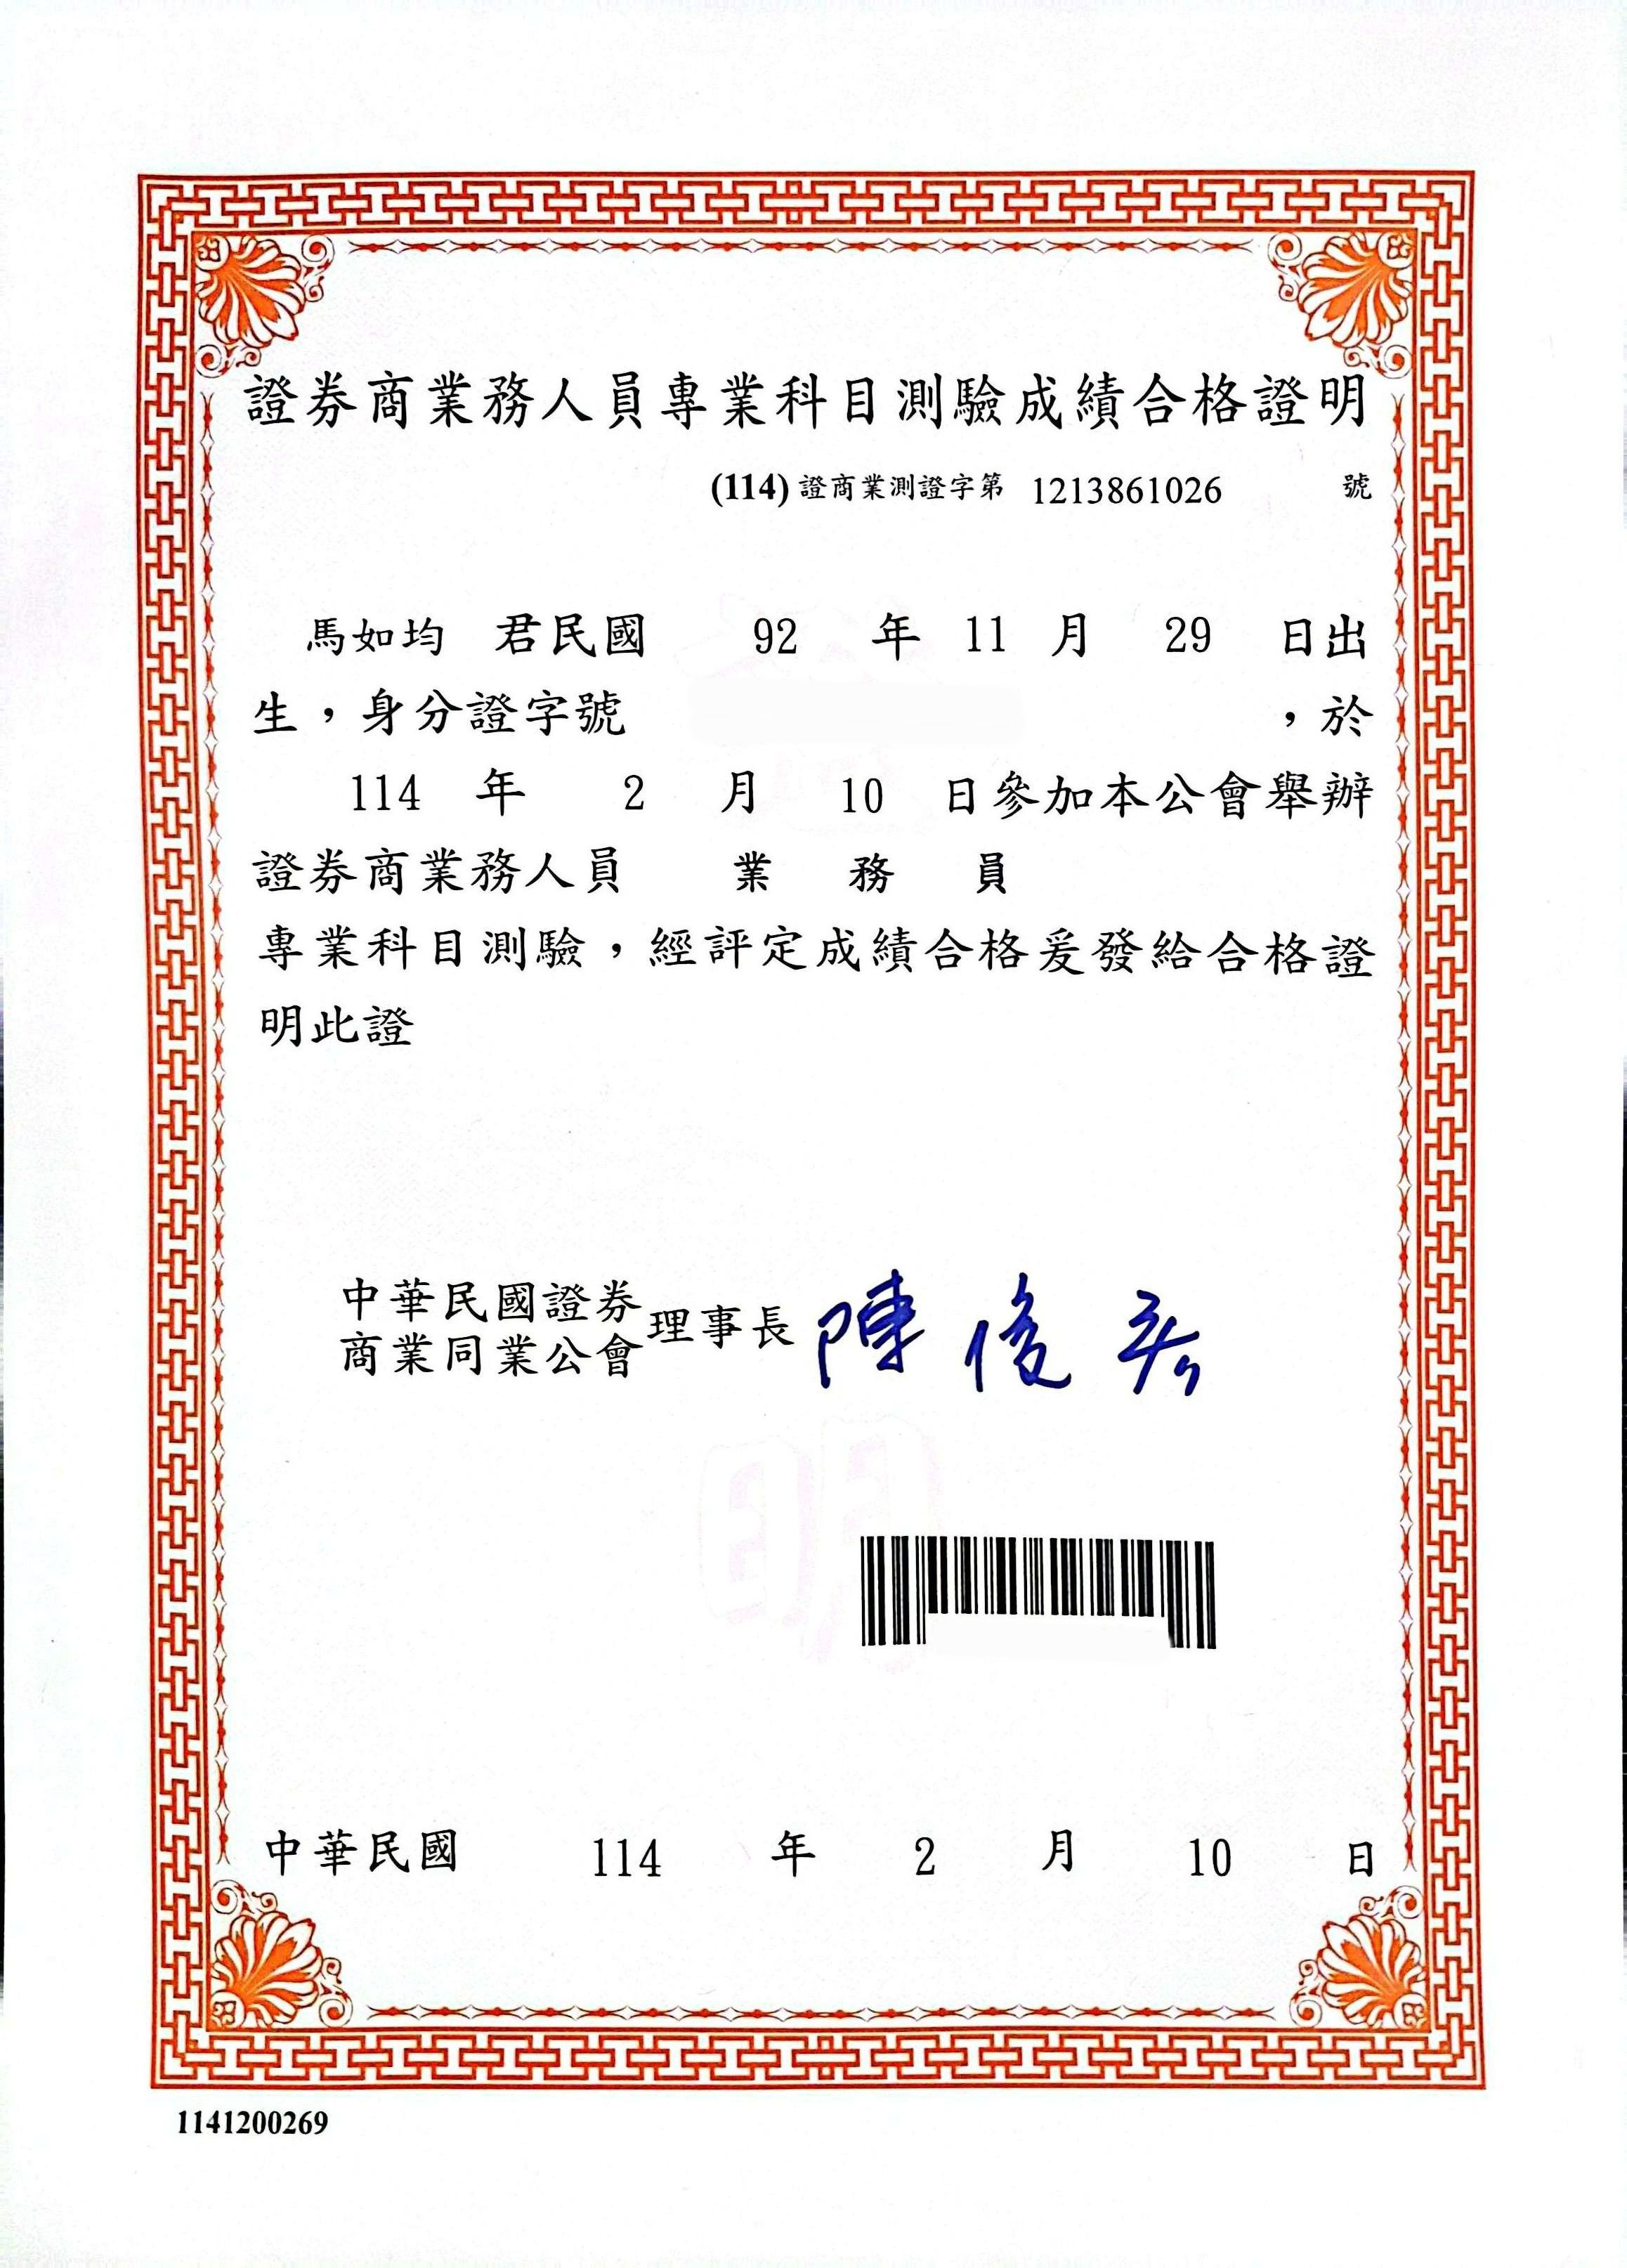 證券商業務人員專業科目測驗成績合格證明
(114) 證商業測證字第 1213861026 號
馬如均 君民國 92 年 11 月 29 日出
生，身分證字號 ，於
114 年 2 月 10 日參加本公會舉辦
證券商業務人員 業務員
專業科目測驗，經評定成績合格爰發給合格證
明此證
中華民國證券
商業同業公會
理事長 陳俊宏
中華民國 114 年 2 月 10 日
1141200269